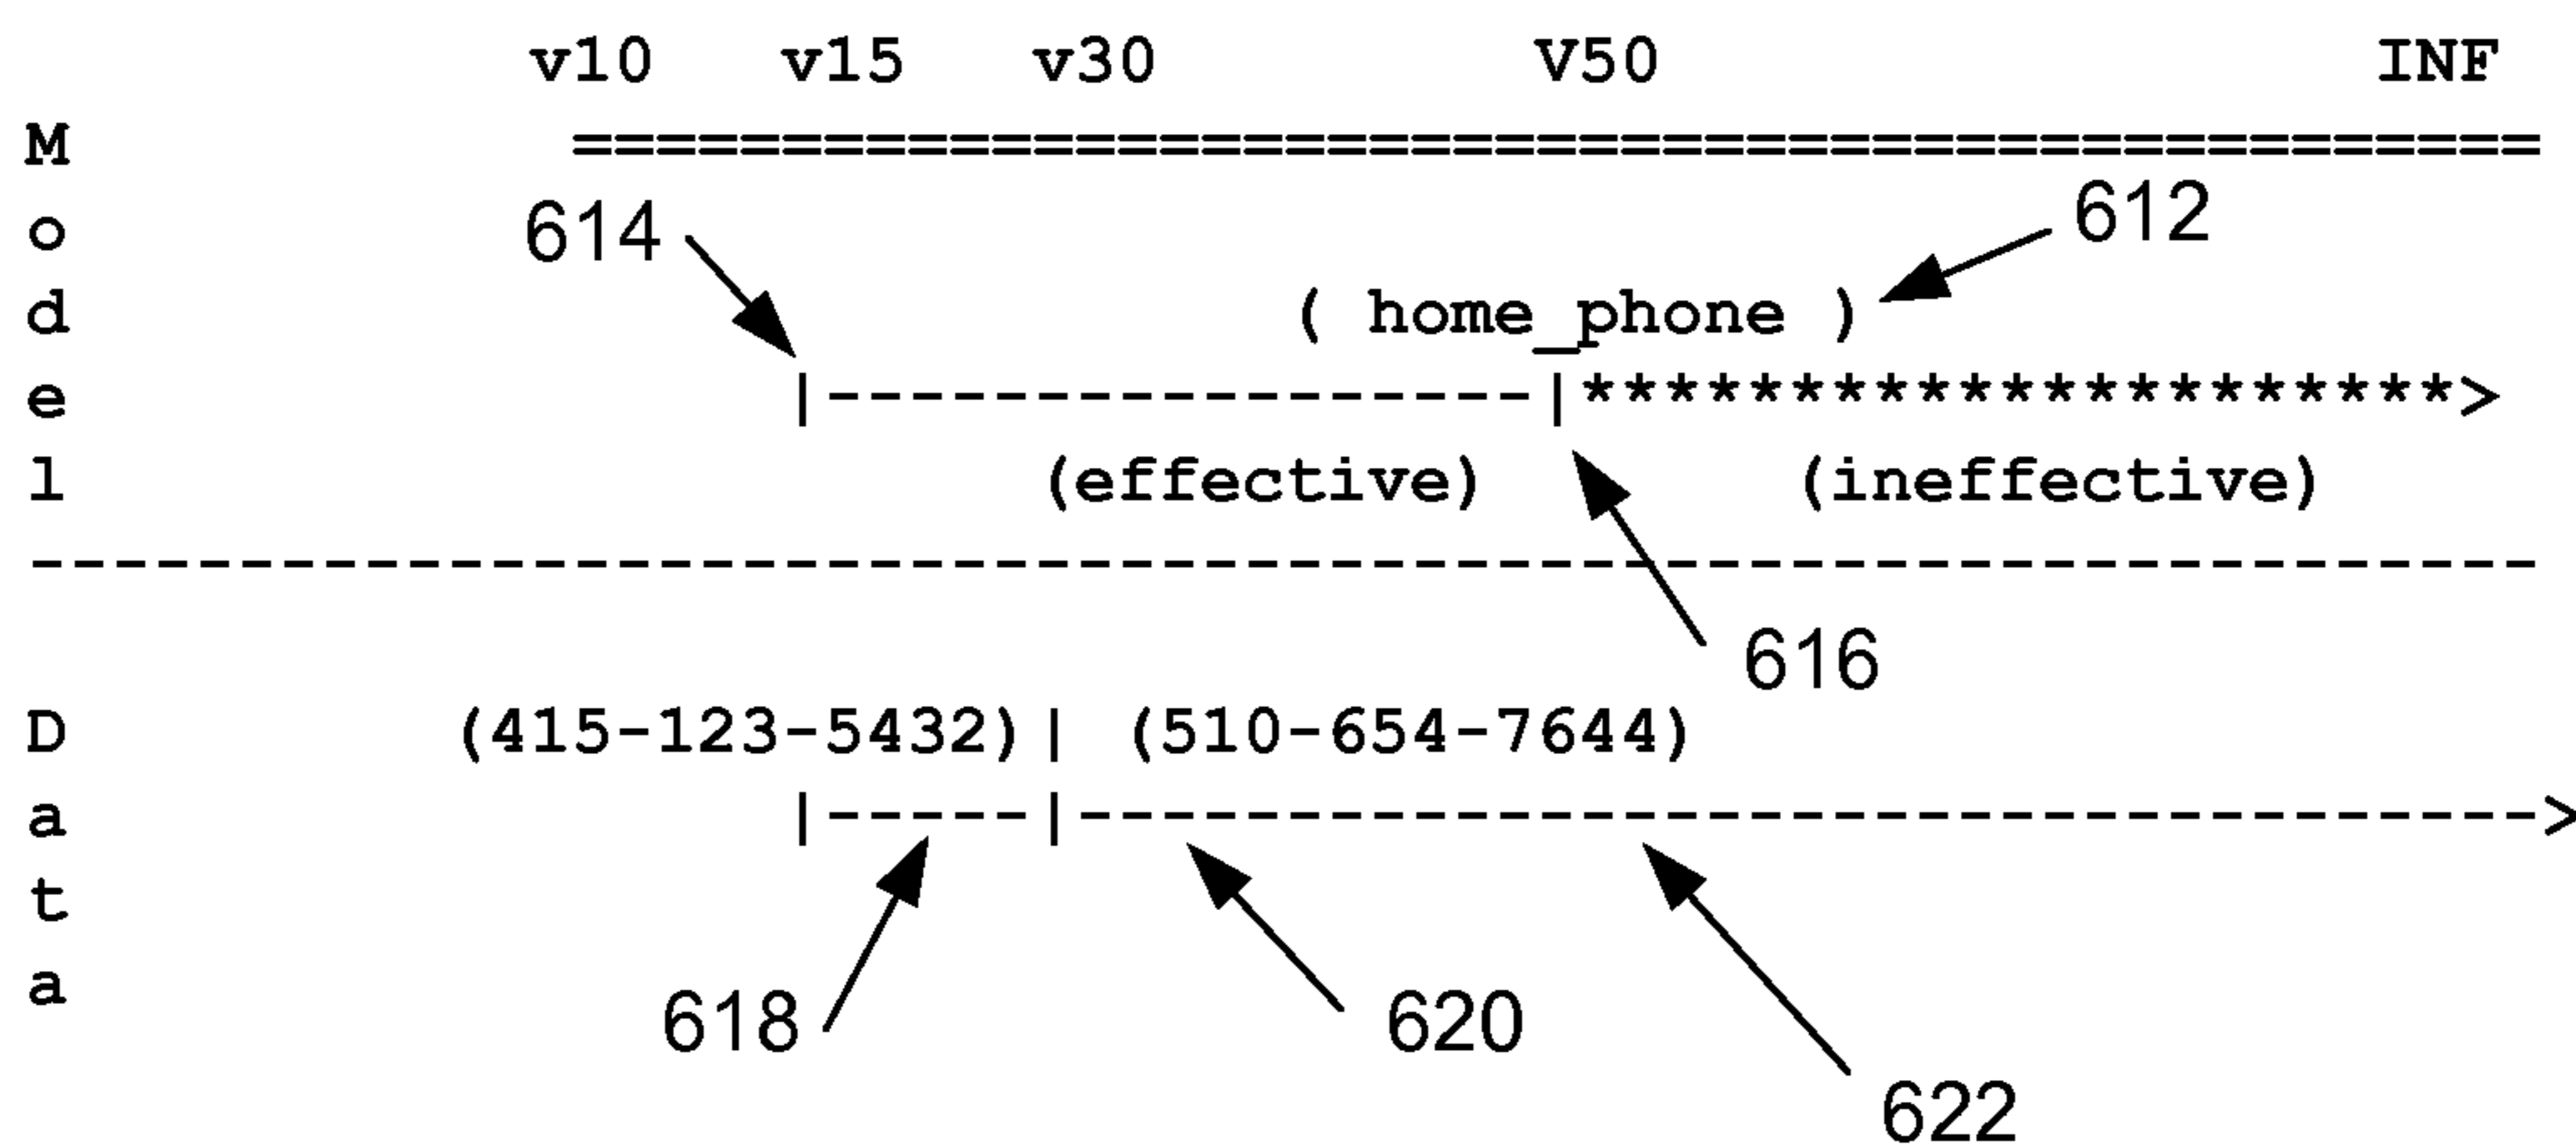 v10 v15 v30 V50 INF
M ===============================================
o 614 612
d ( home_phone )
e |-----------------|*********************>
l (effective) (ineffective)
------------------------------------------------------------
616
D (415-123-5432)| (510-654-7644)
a |-----|----------------------------------->
t
a 618 620
622